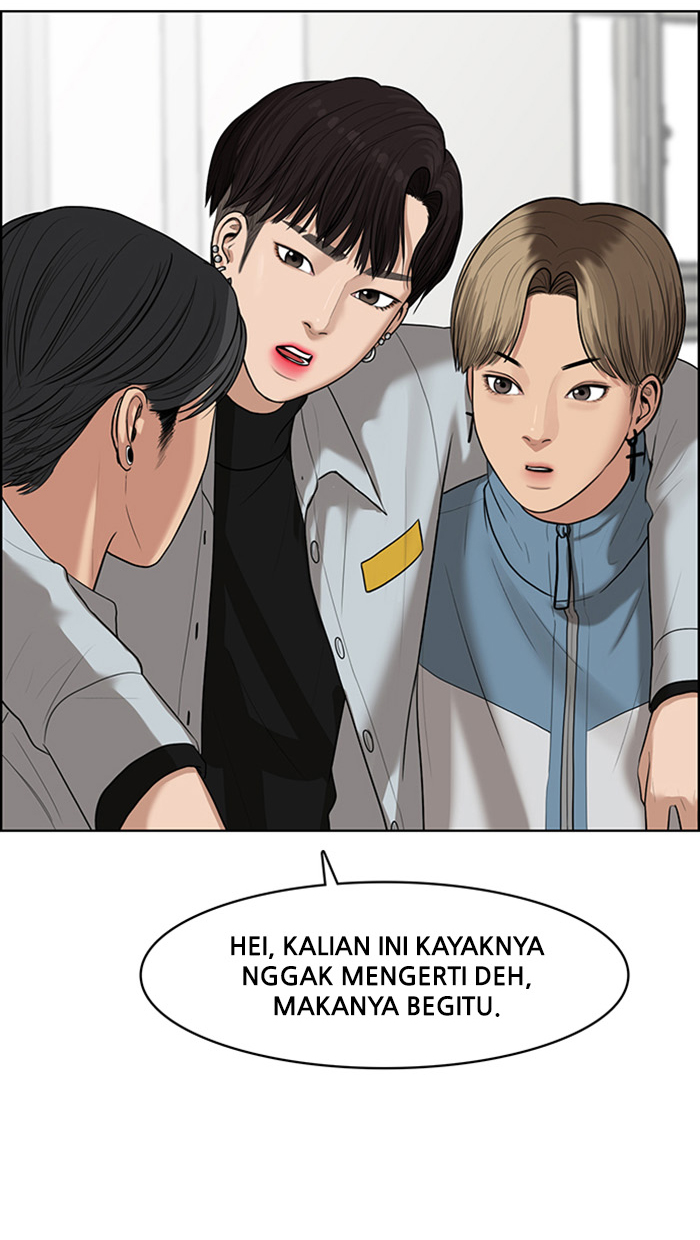 HEI, KALIAN INI KAYAKNYA
NGGAK MENGERTI DEH,
MAKANYA BEGITU.